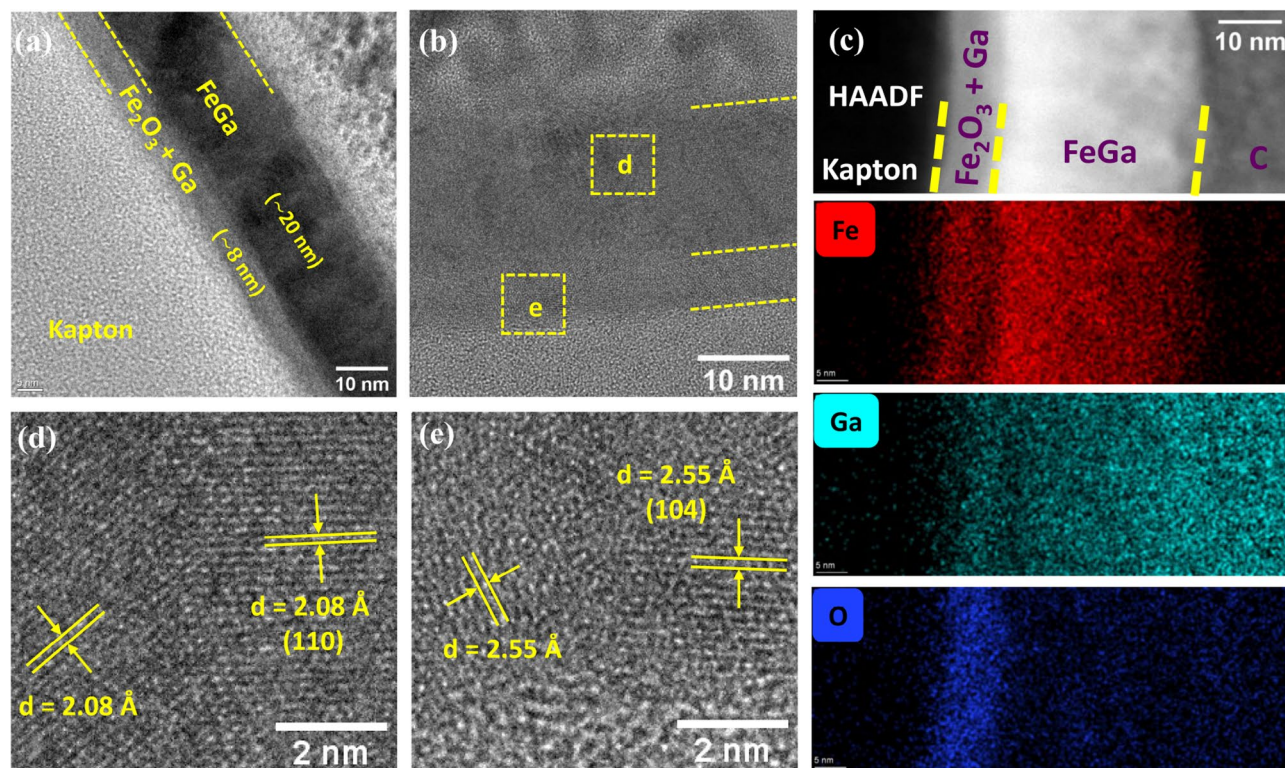 (a)
FeGa
Fe₂O₃ + Ga
(~20 nm)
(~8 nm)
Kapton
5 nm
10 nm
(b)
d
e
10 nm
(c)
10 nm
HAADF
Kapton
Fe₂O₃ + Ga
FeGa
C
Fe
5 nm
Ga
5 nm
O
5 nm
(d)
d = 2.08 Å
(110)
d = 2.08 Å
2 nm
(e)
d = 2.55 Å
(104)
d = 2.55 Å
2 nm